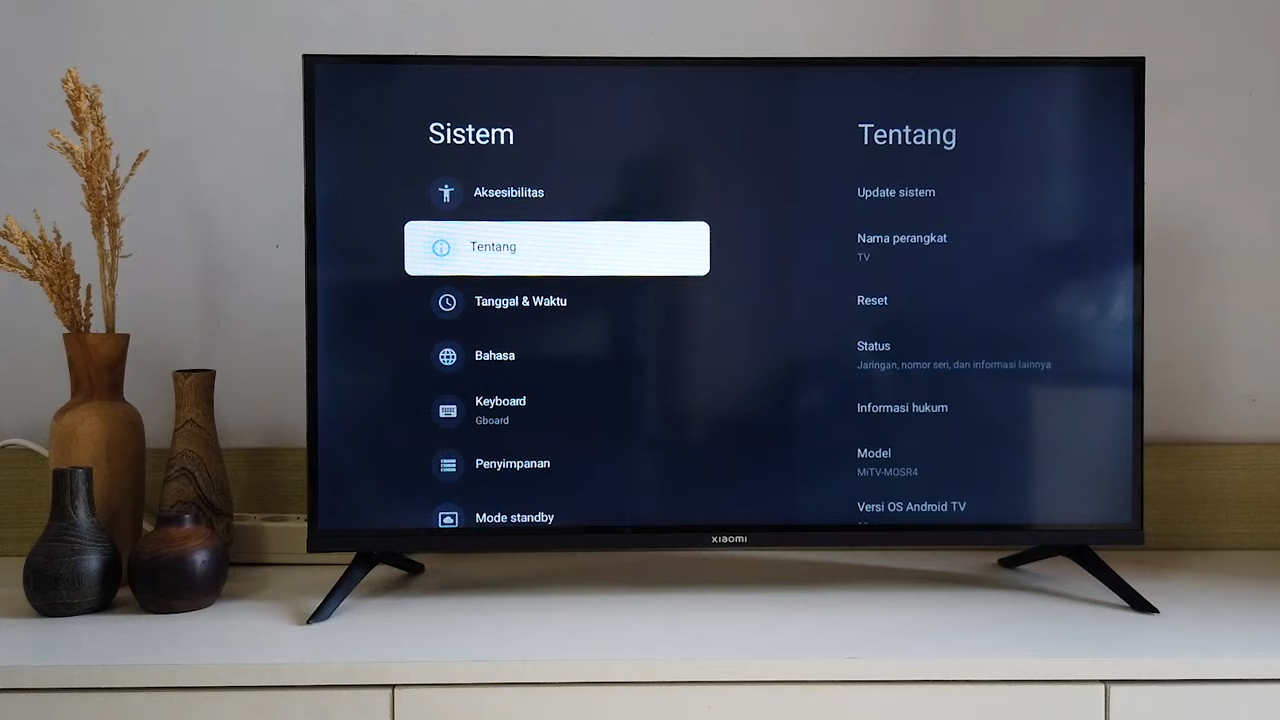 Sistem
Aksesibilitas
Tentang
Tanggal & Waktu
Bahasa
Keyboard
Gboard
Penyimpanan
Mode standby
Tentang
Update sistem
Nama perangkat
TV
Reset
Status
Jaringan, nomor seri, dan informasi lainnya
Informasi hukum
Model
MiTV-MOSR4
Versi OS Android TV
xiaomi